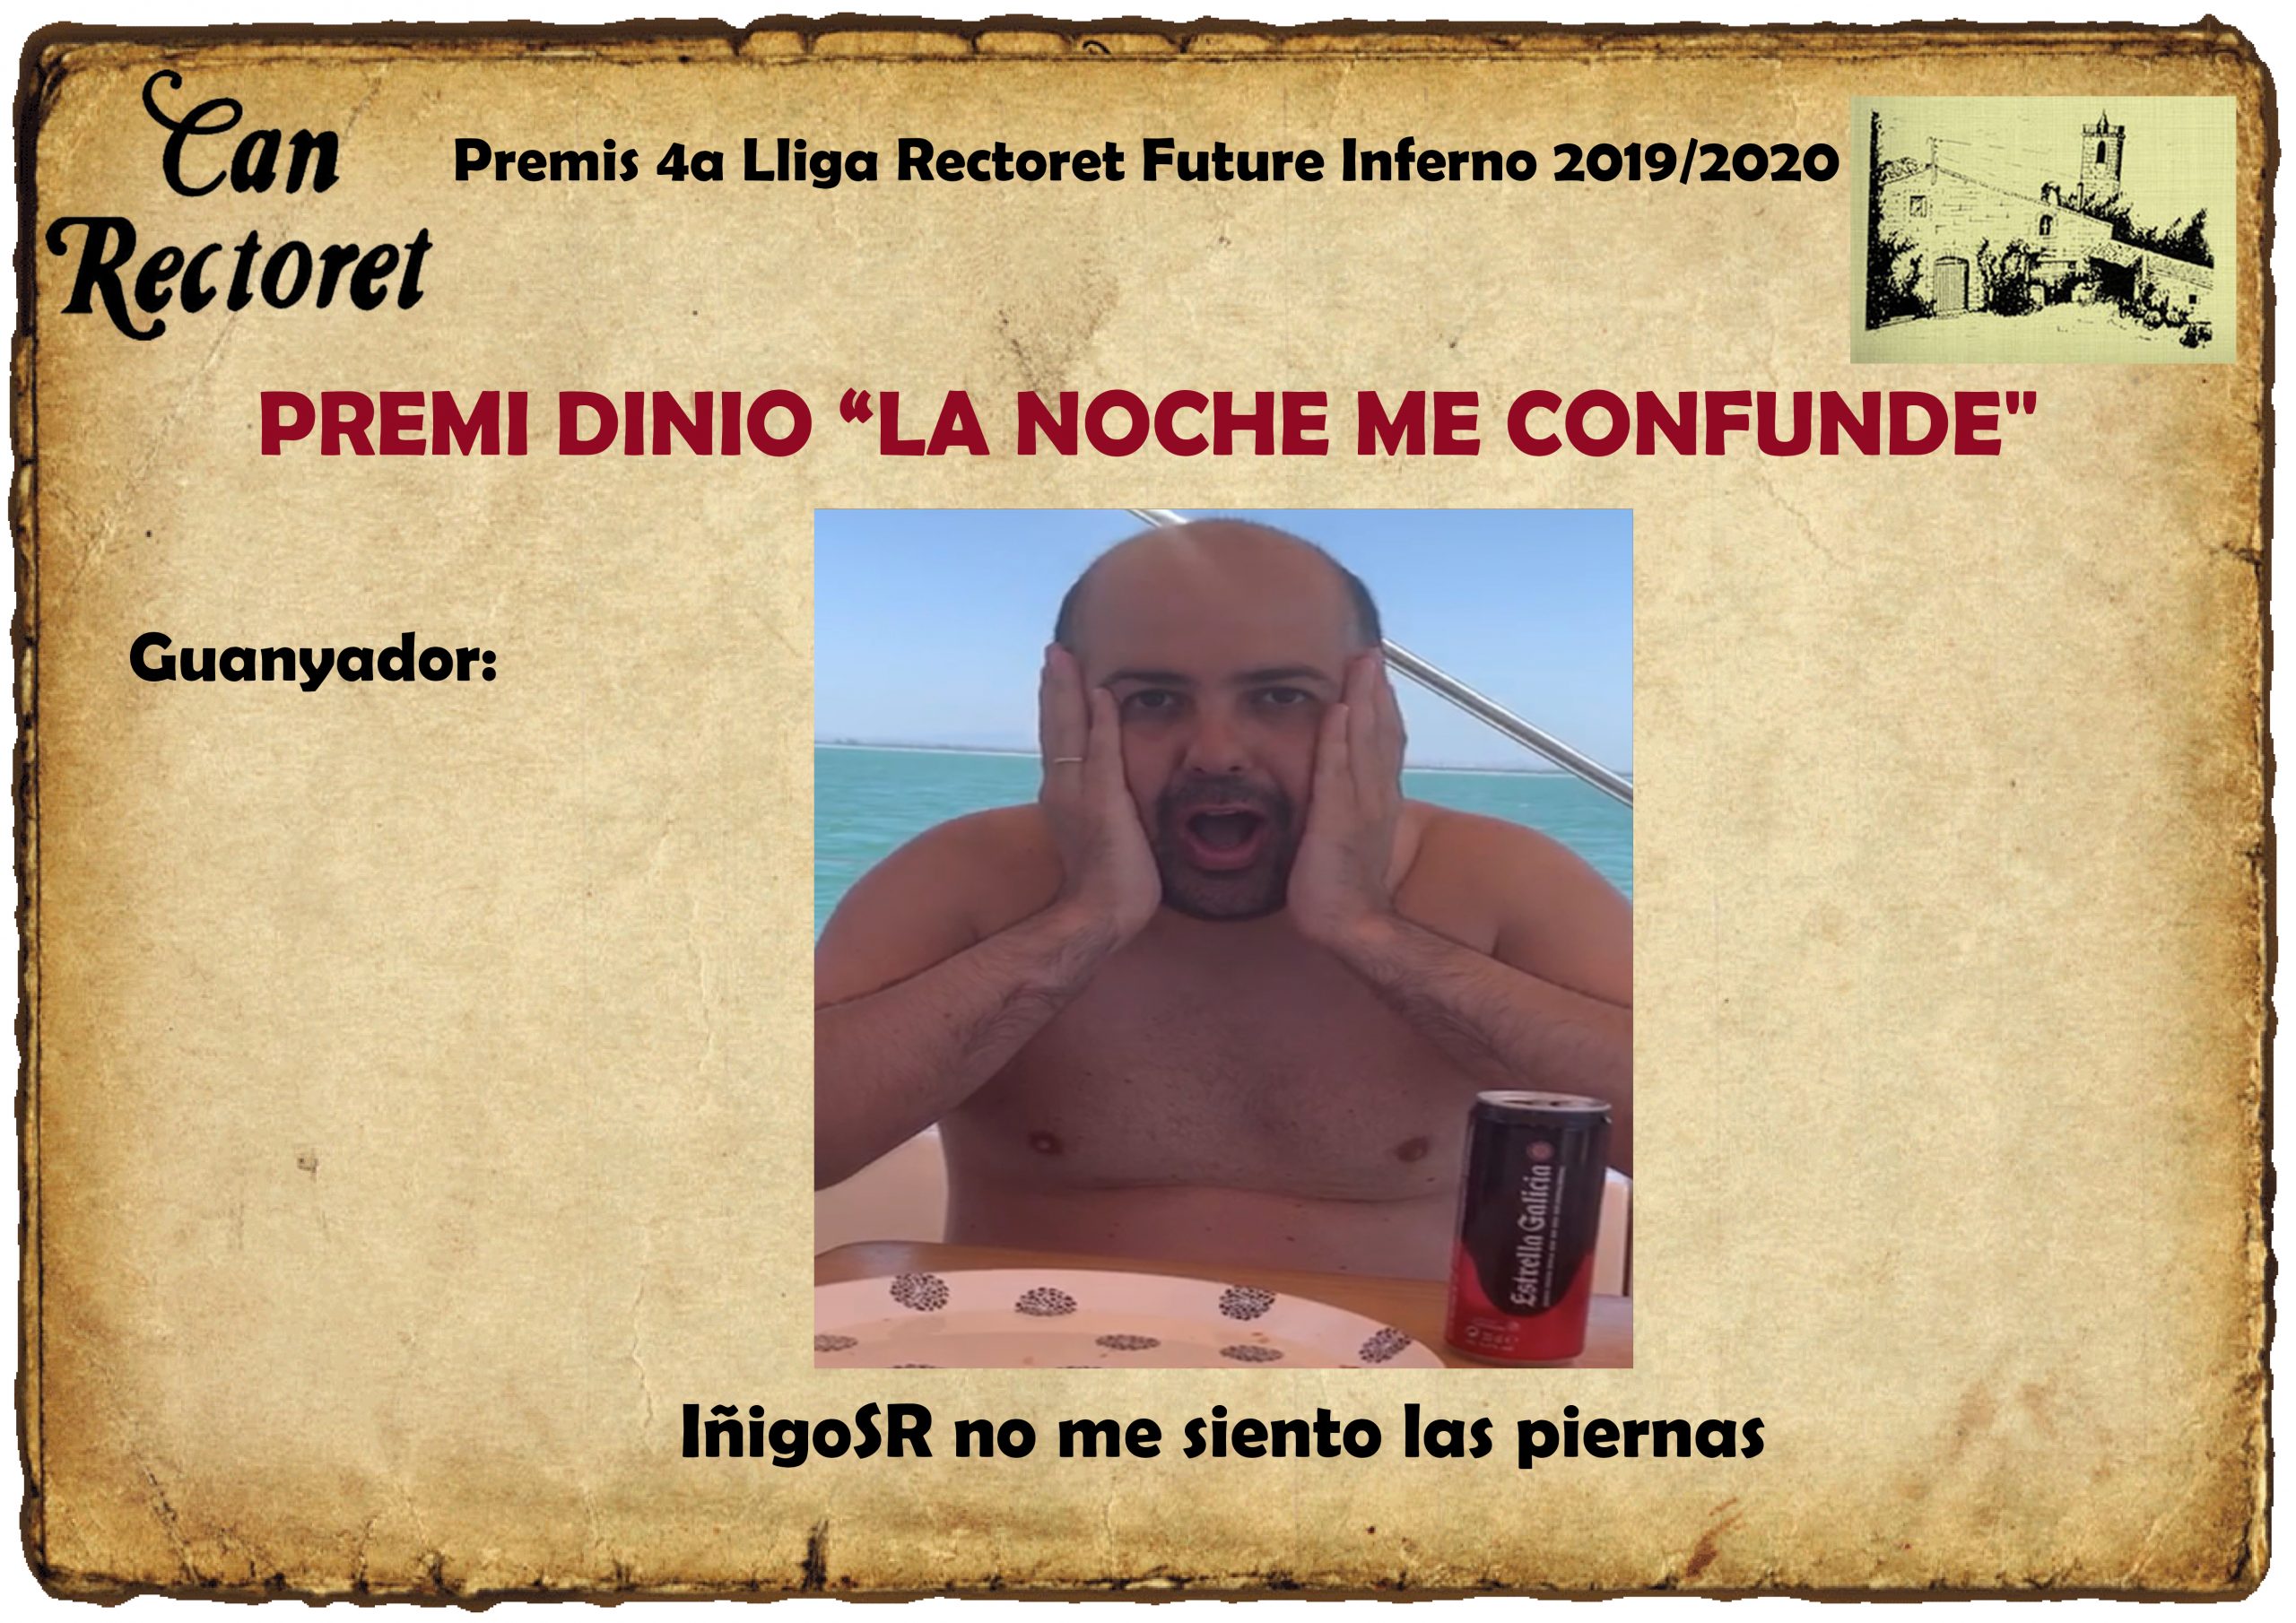 Can
Rectoret
Premis 4a Lliga Rectoret Future Inferno 2019/2020
PREMI DINIO “LA NOCHE ME CONFUNDE"
Guanyador:
Estrella Galicia
IñigoSR no me siento las piernas